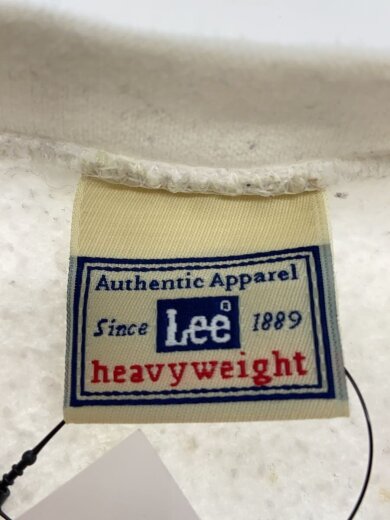 Authentic Apparel
Since Lee® 1889
heavyweight